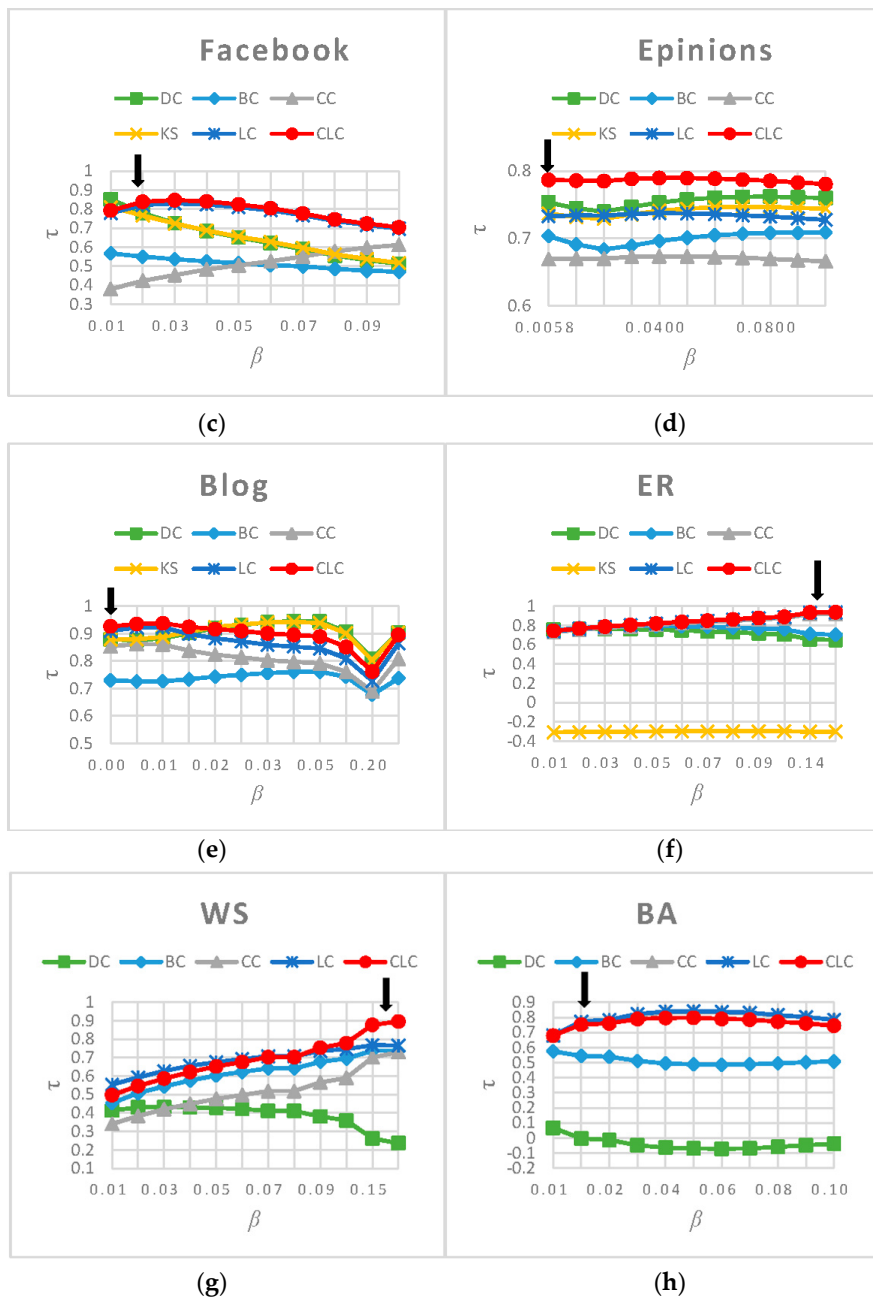 Facebook
DC BC CC
KS LC CLC
1
0.9
0.8
0.7
0.6
0.5
0.4
0.3
τ
0.01 0.03 0.05 0.07 0.09
β
(c)
Epinions
DC BC CC
KS LC CLC
0.8
0.7
0.6
τ
0.0058 0.0400 0.0800
β
(d)
Blog
DC BC CC
KS LC CLC
1
0.9
0.8
0.7
0.6
0.5
τ
0.00 0.01 0.02 0.03 0.05 0.20
β
(e)
ER
DC BC CC
KS LC CLC
1
0.8
0.6
0.4
0.2
0
-0.2
-0.4
τ
0.01 0.03 0.05 0.07 0.09 0.14
β
(f)
WS
DC BC CC LC CLC
1
0.9
0.8
0.7
0.6
0.5
0.4
0.3
0.2
0.1
τ
0.01 0.03 0.05 0.07 0.09 0.15
β
(g)
BA
DC BC CC LC CLC
0.9
0.8
0.7
0.6
0.5
0.4
0.3
0.2
0.1
0
-0.1
-0.2
τ
0.01 0.02 0.04 0.06 0.08 0.10
β
(h)